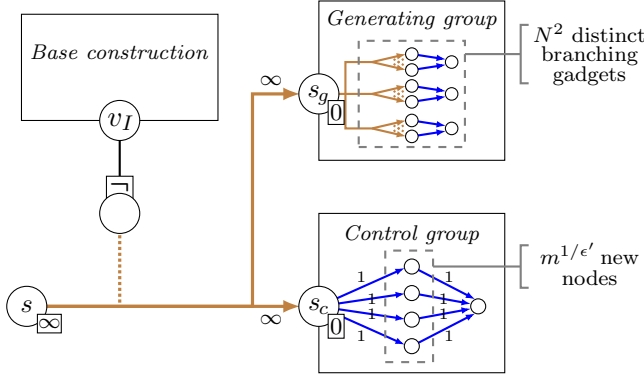 Generating group
N² distinct
branching
gadgets
Base construction
∞
s_g
0
v_I
Control group
1
1
m^{1/ϵ′} new
nodes
1
1
s
∞
∞
s_c
0
1
1
1
1